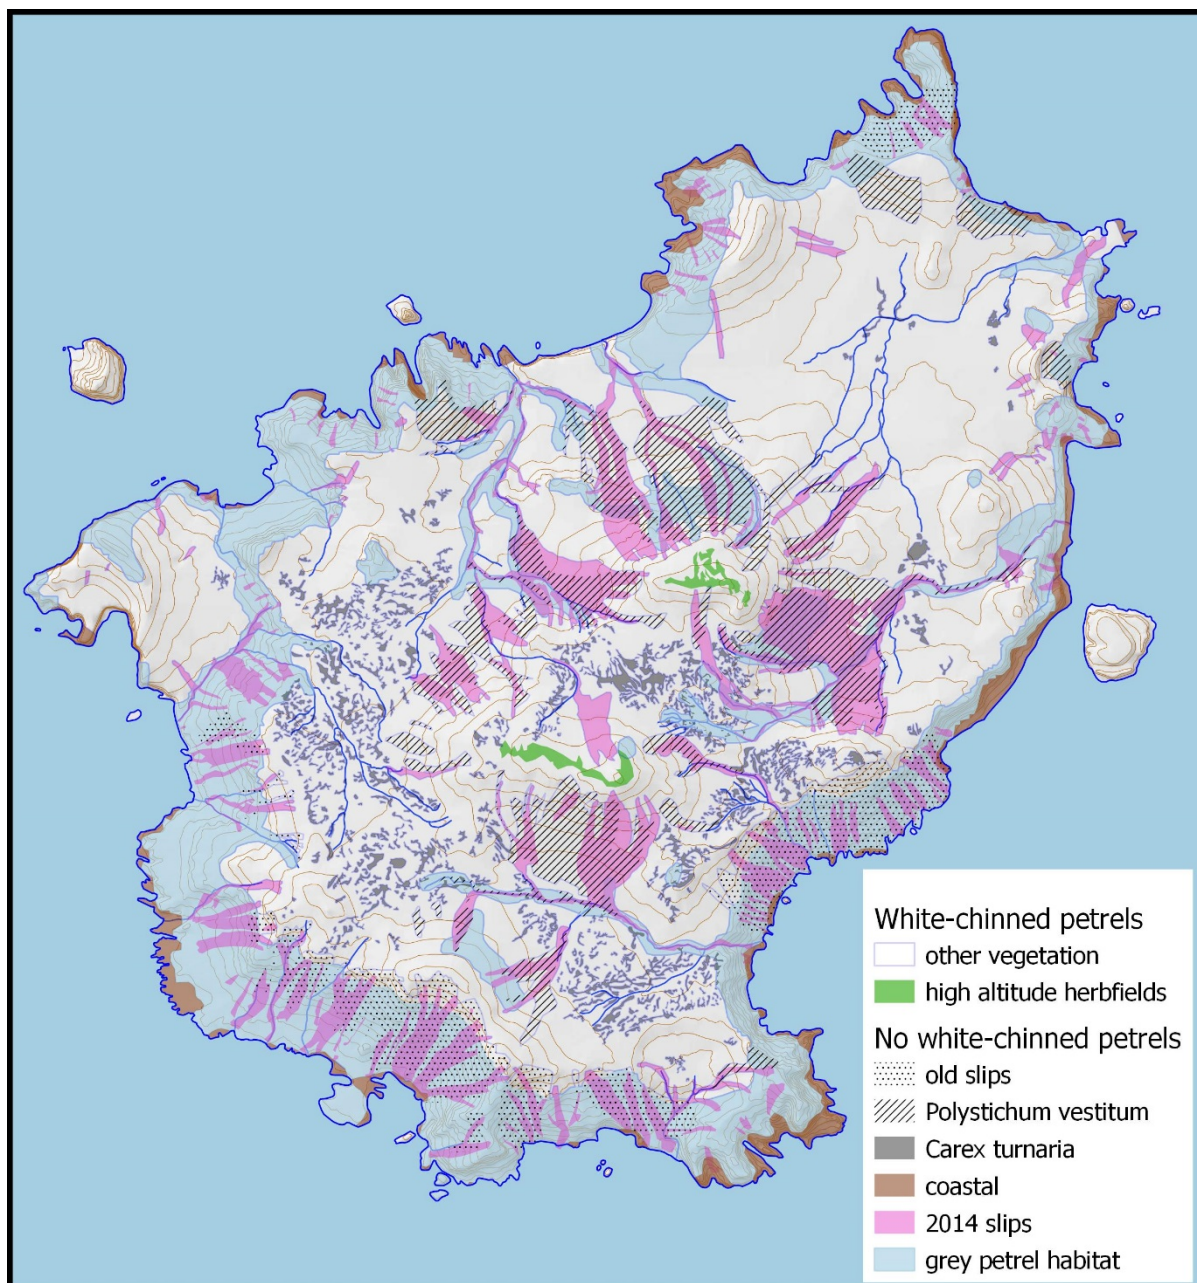 White-chinned petrels
other vegetation
high altitude herbfields
No white-chinned petrels
old slips
Polystichum vestitum
Carex turnaria
coastal
2014 slips
grey petrel habitat